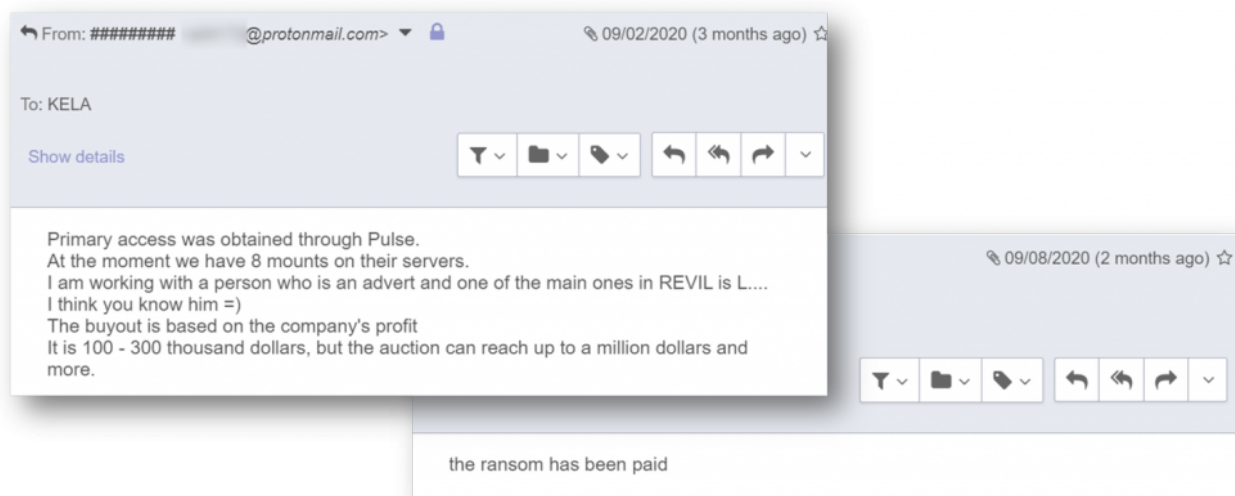 From: ######### @protonmail.com>
09/02/2020 (3 months ago)
To: KELA
Show details
Primary access was obtained through Pulse.
At the moment we have 8 mounts on their servers.
I am working with a person who is an advert and one of the main ones in REVIL is L....
I think you know him =)
The buyout is based on the company's profit
It is 100 - 300 thousand dollars, but the auction can reach up to a million dollars and
more.
09/08/2020 (2 months ago)
the ransom has been paid